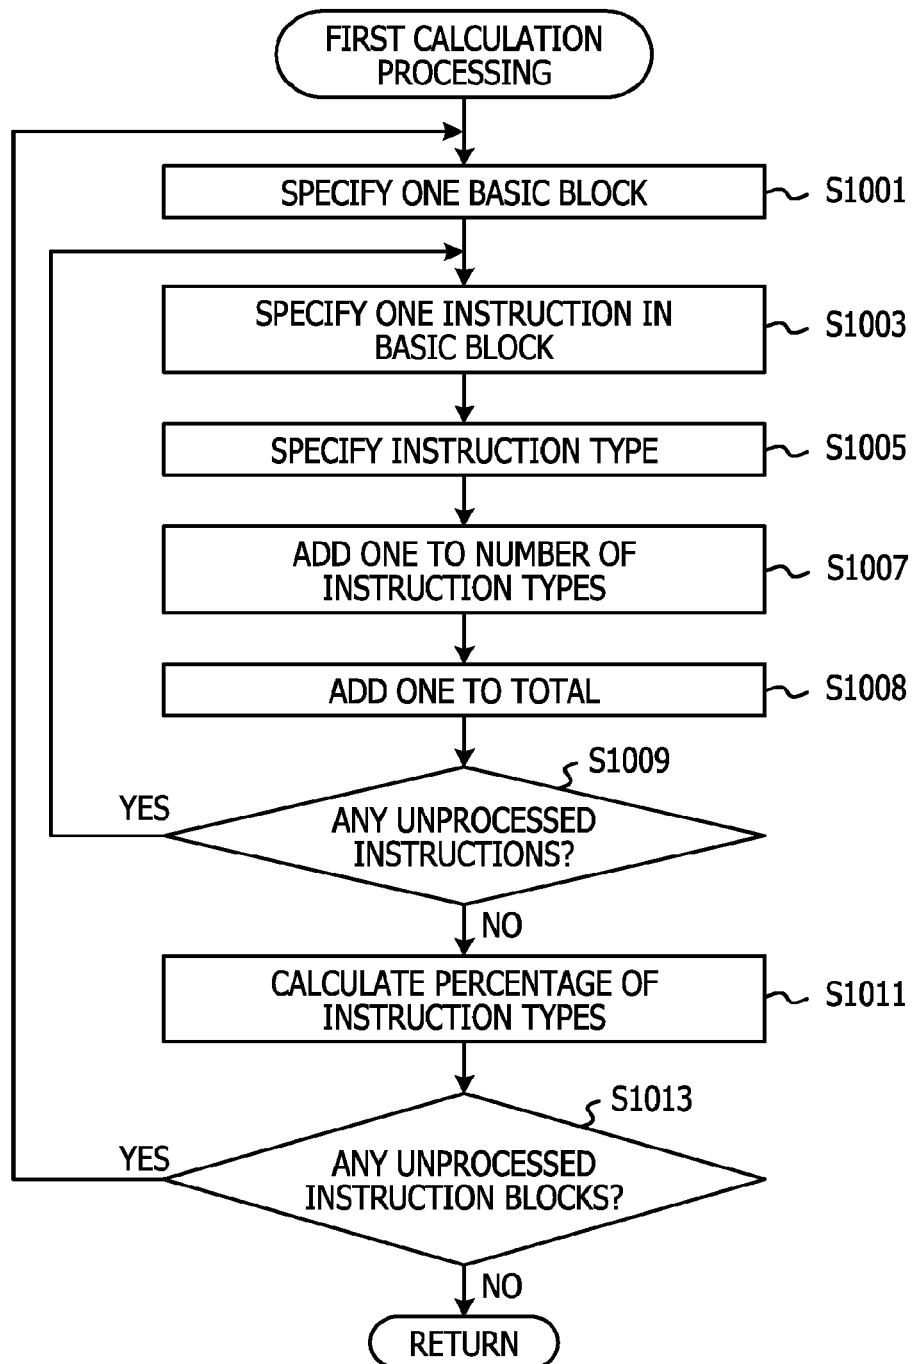 FIRST CALCULATION
PROCESSING
SPECIFY ONE BASIC BLOCK
S1001
SPECIFY ONE INSTRUCTION IN
BASIC BLOCK
S1003
SPECIFY INSTRUCTION TYPE
S1005
ADD ONE TO NUMBER OF
INSTRUCTION TYPES
S1007
ADD ONE TO TOTAL
S1008
S1009
YES
ANY UNPROCESSED
INSTRUCTIONS?
NO
CALCULATE PERCENTAGE OF
INSTRUCTION TYPES
S1011
S1013
YES
ANY UNPROCESSED
INSTRUCTION BLOCKS?
NO
RETURN